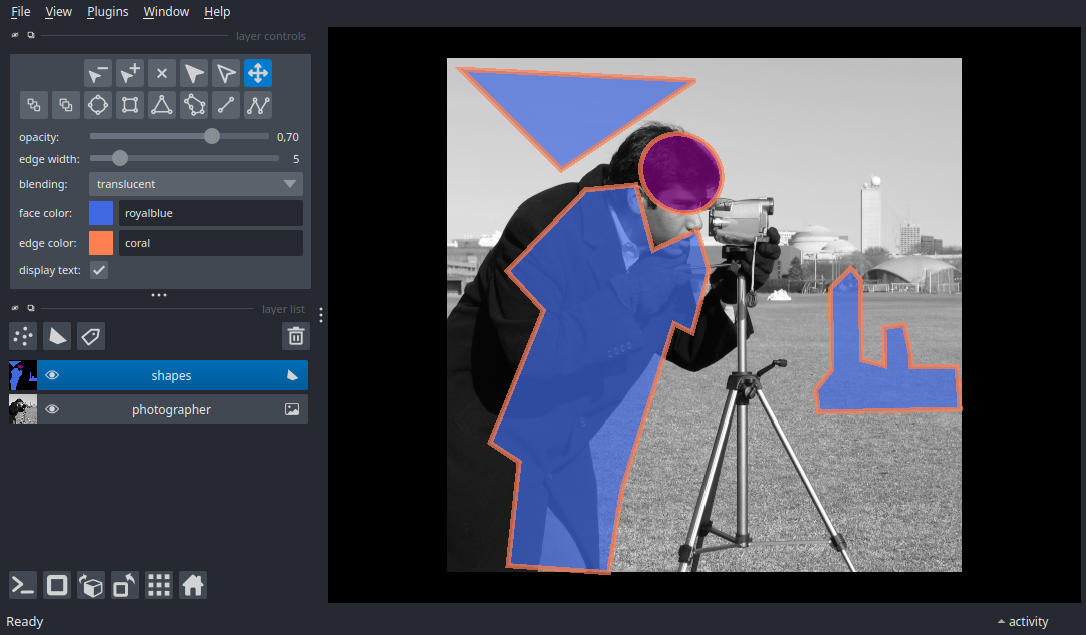 File View Plugins Window Help
layer controls
opacity: 0,70
edge width: 5
blending: translucent
face color: royalblue
edge color: coral
display text:
layer list
shapes
photographer
Ready
activity